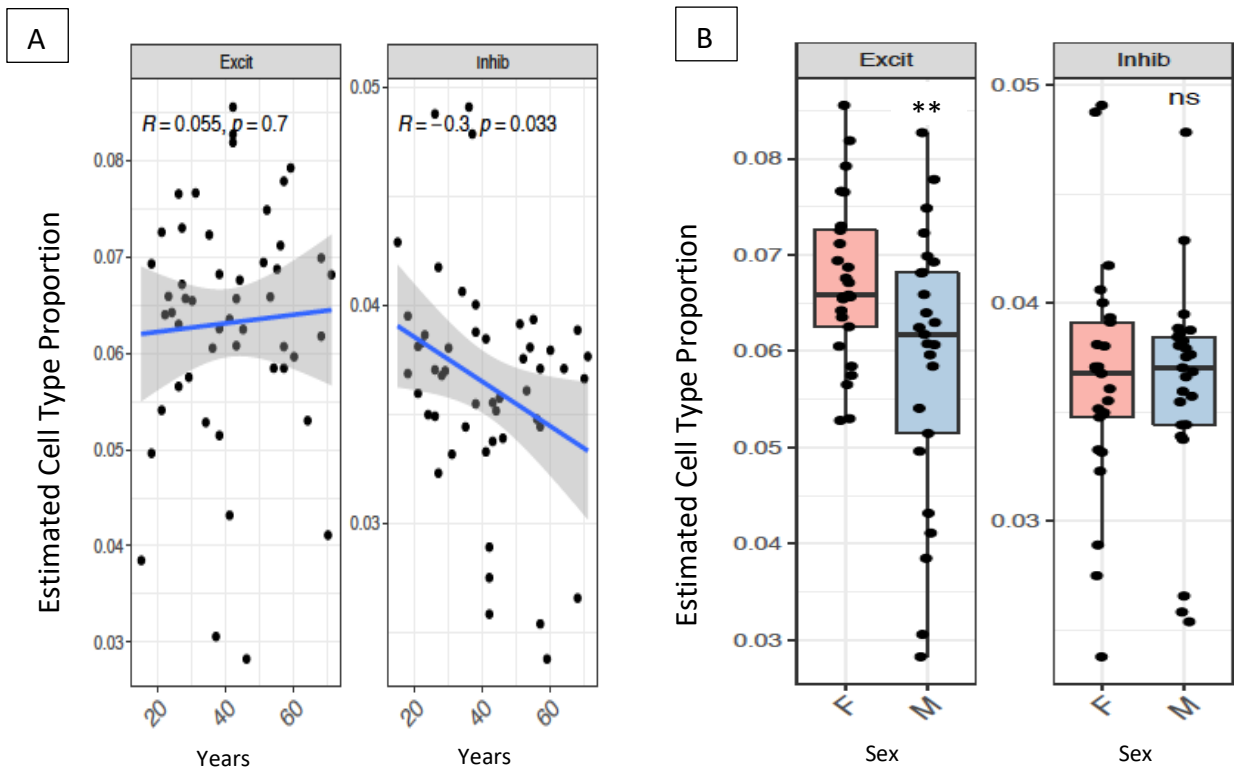 A
Estimated Cell Type Proportion
Excit
R = 0.055, p = 0.7
0.08
0.07
0.06
0.05
0.04
0.03
20
40
60
Years
Inhib
R = −0.3, p = 0.033
0.05
0.04
0.03
20
40
60
Years
B
Estimated Cell Type Proportion
Excit
**
0.08
0.07
0.06
0.05
0.04
0.03
F
M
Sex
Inhib
ns
0.05
0.04
0.03
F
M
Sex